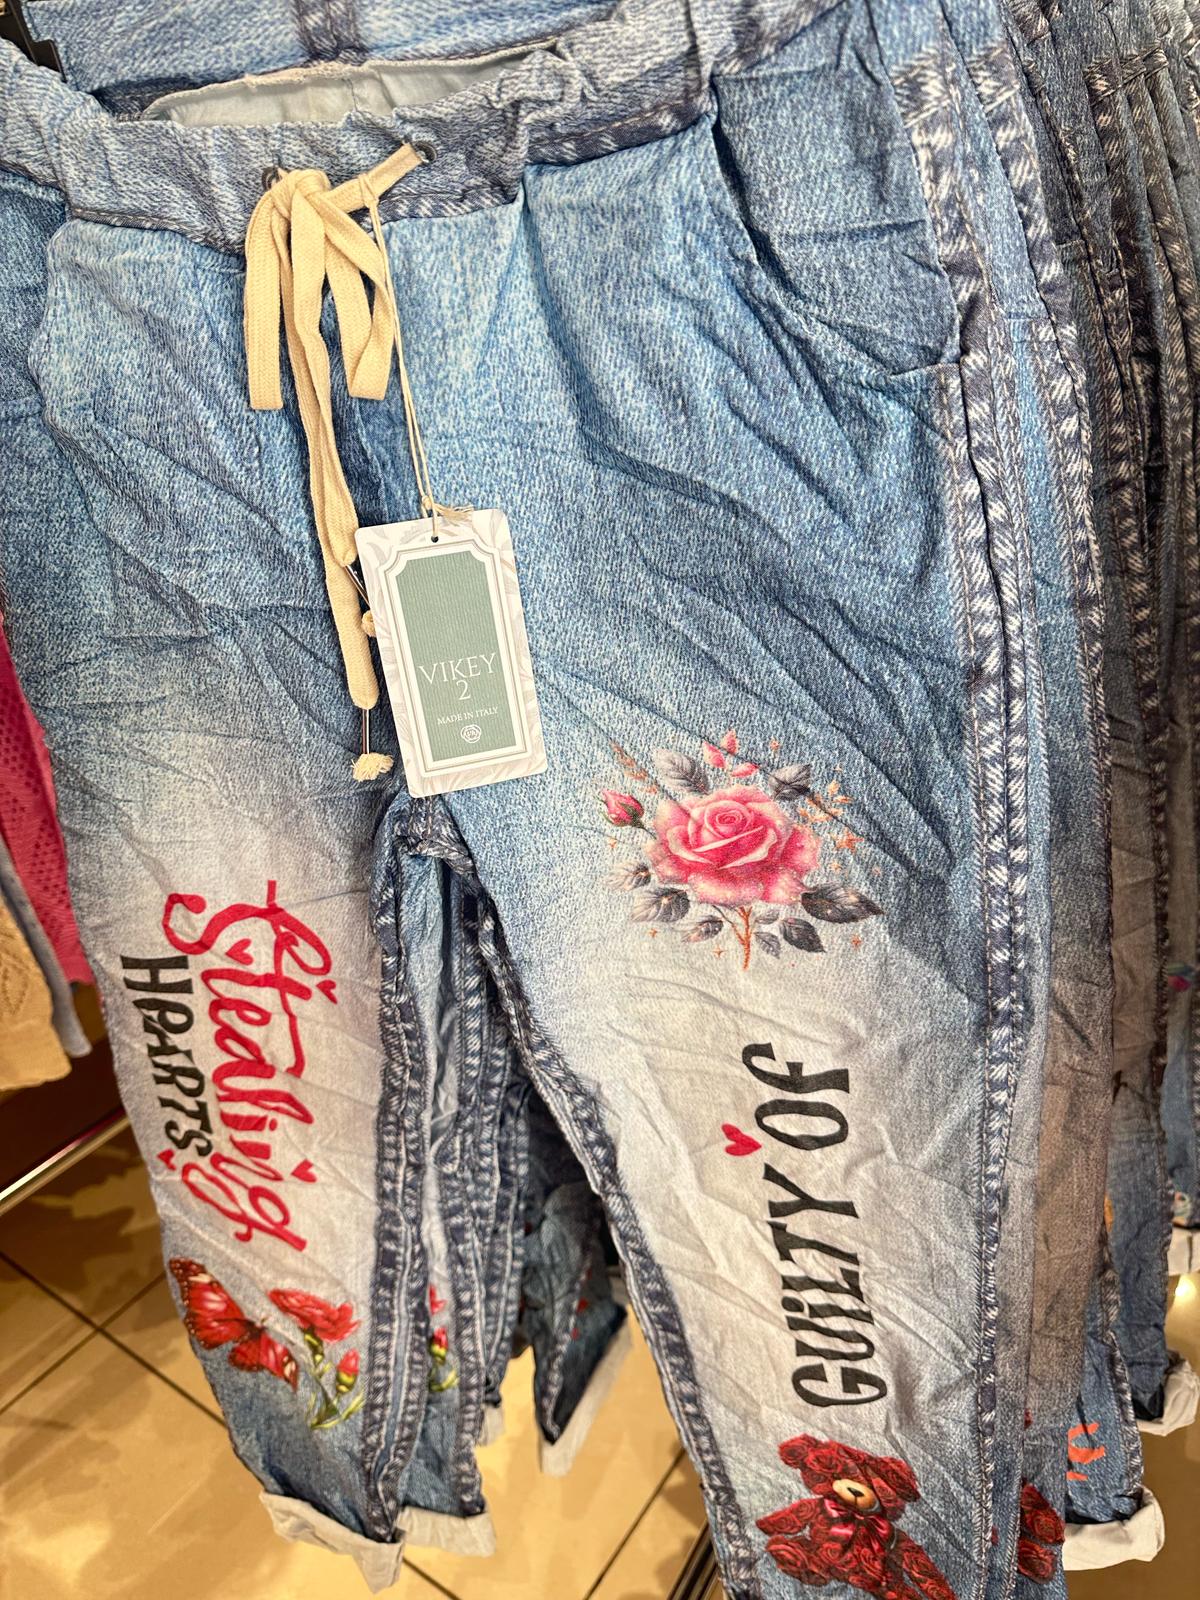 VIKEY
2
MADE IN ITALY
Stealing
HEARTS
GUiLTY OF